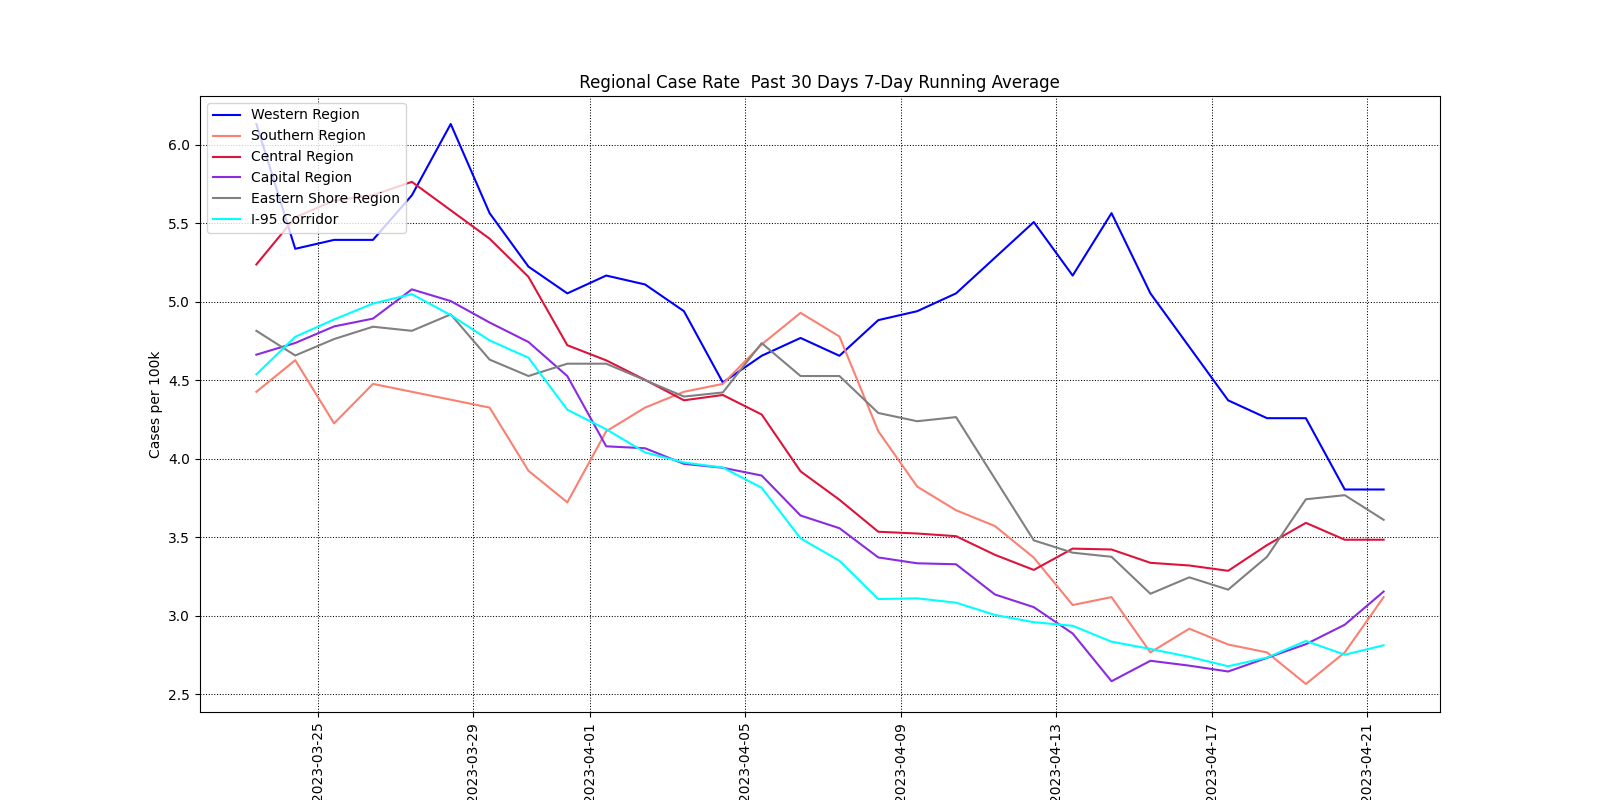 Regional Case Rate  Past 30 Days 7-Day Running Average
Western Region
Southern Region
Central Region
Capital Region
Eastern Shore Region
I-95 Corridor
Cases per 100k
6.0
5.5
5.0
4.5
4.0
3.5
3.0
2.5
2023-03-25
2023-03-29
2023-04-01
2023-04-05
2023-04-09
2023-04-13
2023-04-17
2023-04-21